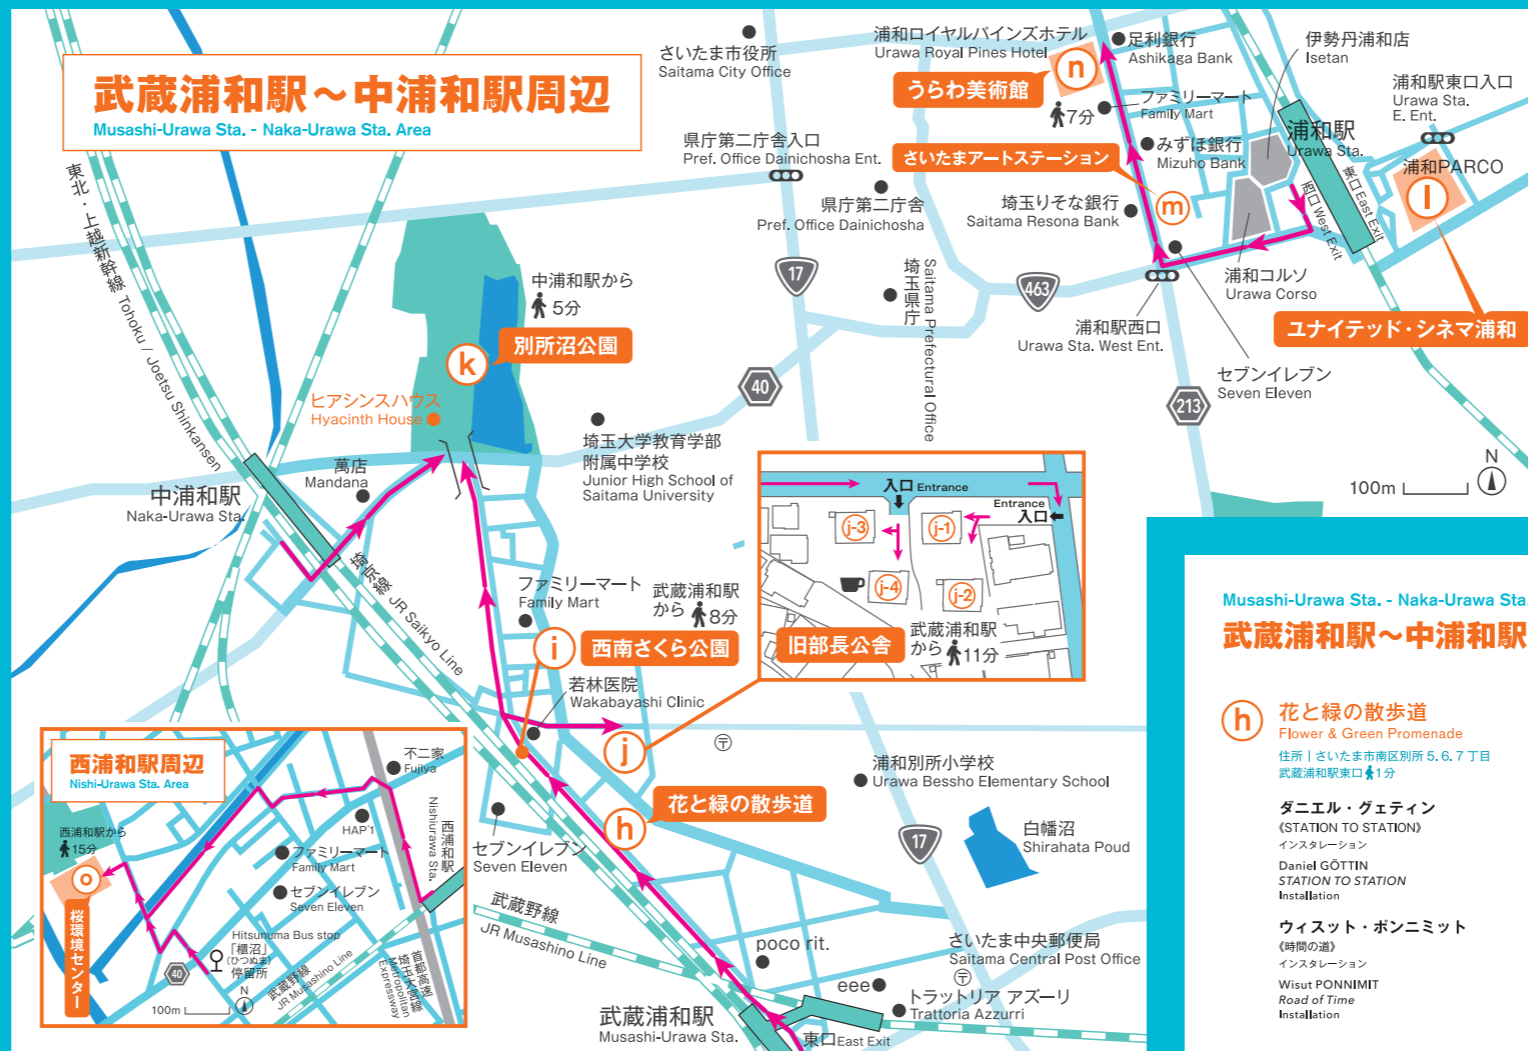 武蔵浦和駅～中浦和駅周辺
Musashi-Urawa Sta. - Naka-Urawa Sta. Area
さいたま市役所
Saitama City Office
浦和ロイヤルパインズホテル
Urawa Royal Pines Hotel
n
うらわ美術館
7分
足利銀行
Ashikaga Bank
伊勢丹浦和店
Isetan
浦和駅東口入口
Urawa Sta.
E. Ent.
ファミリーマート
Family Mart
浦和駅
Urawa Sta.
県庁第二庁舎入口
Pref. Office Dainichosha Ent.
さいたまアートステーション
みずほ銀行
Mizuho Bank
浦和PARCO
l
東口 East Exit
西口 West Exit
県庁第二庁舎
Pref. Office Dainichosha
埼玉りそな銀行
Saitama Resona Bank
m
東北・上越新幹線 Tohoku / Joetsu Shinkansen
中浦和駅から
5分
17
埼玉県庁
Saitama Prefectural Office
463
浦和コルソ
Urawa Corso
浦和駅西口
Urawa Sta. West Ent.
ユナイテッド・シネマ浦和
k
別所沼公園
セブンイレブン
Seven Eleven
40
213
ヒアシンスハウス
Hyacinth House
埼玉大学教育学部
附属中学校
Junior High School of
Saitama University
萬店
Mandana
中浦和駅
Naka-Urawa Sta.
N
100m
入口 Entrance
Entrance
入口
j-3
j-1
j-4
j-2
旧部長公舎
武蔵浦和駅
から 11分
埼京線 JR Saikyo Line
ファミリーマート
Family Mart
武蔵浦和駅
から 8分
i
西南さくら公園
若林医院
Wakabayashi Clinic
j
〒
浦和別所小学校
Urawa Bessho Elementary School
h
花と緑の散歩道
セブンイレブン
Seven Eleven
17
白幡沼
Shirahata Poud
武蔵野線
JR Musashino Line
poco rit.
さいたま中央郵便局
Saitama Central Post Office
〒
eee
トラットリア アズーリ
Trattoria Azzurri
武蔵浦和駅
Musashi-Urawa Sta.
東口 East Exit
西浦和駅周辺
Nishi-Urawa Sta. Area
不二家
Fujiya
西浦和駅
Nishiurawa Sta.
HAP'1
西浦和駅から
15分
ファミリーマート
Family Mart
o
セブンイレブン
Seven Eleven
桜環境センター
Hitsunuma Bus stop
「櫃沼」
(ひつぬま)
停留所
40
武蔵野線
JR Musashino Line
首都高速
埼玉大宮線
Metropolitan
Expressway
N
100m
Musashi-Urawa Sta. - Naka-Urawa Sta
武蔵浦和駅～中浦和駅
h
花と緑の散歩道
Flower & Green Promenade
住所｜さいたま市南区別所 5. 6. 7 丁目
武蔵浦和駅東口 1分
ダニエル・グェティン
《STATION TO STATION》
インスタレーション
Daniel GÖTTIN
STATION TO STATION
Installation
ウィスット・ポンニミット
《時間の道》
インスタレーション
Wisut PONNIMIT
Road of Time
Installation